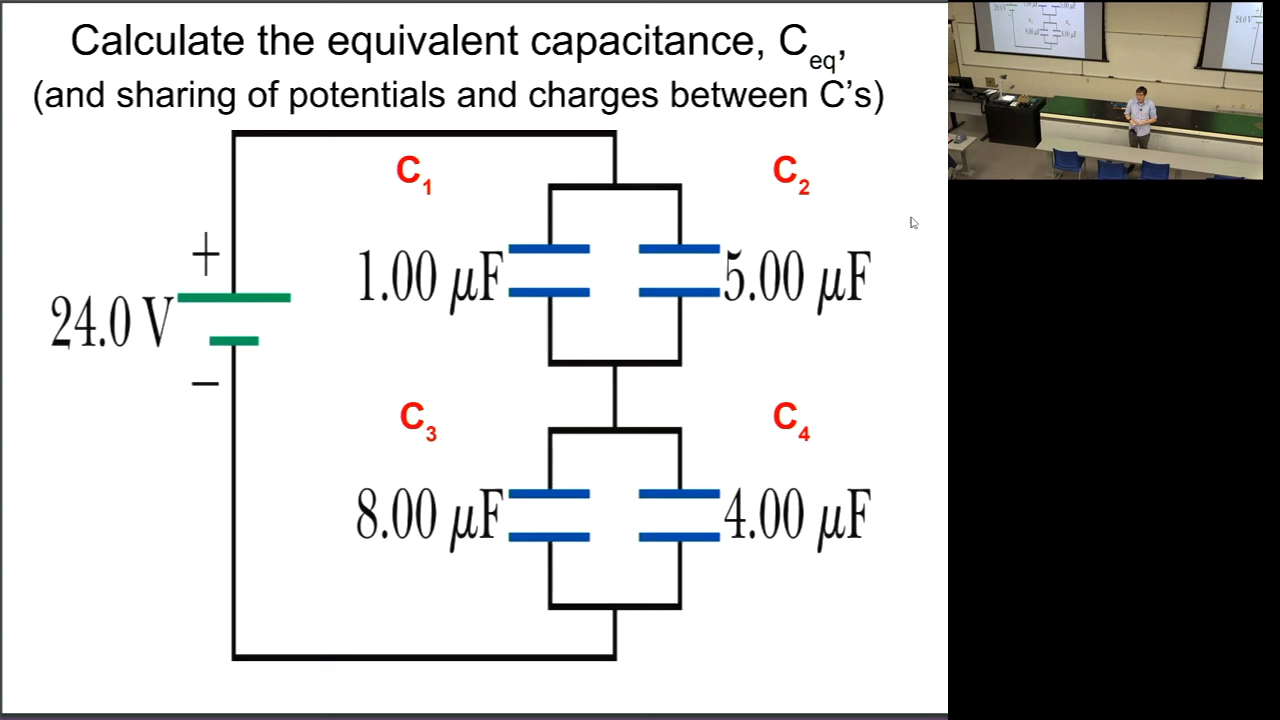 Calculate the equivalent capacitance, Ceq,
(and sharing of potentials and charges between C's)
C1
C2
+
1.00 μF
5.00 μF
24.0 V
−
C3
C4
8.00 μF
4.00 μF